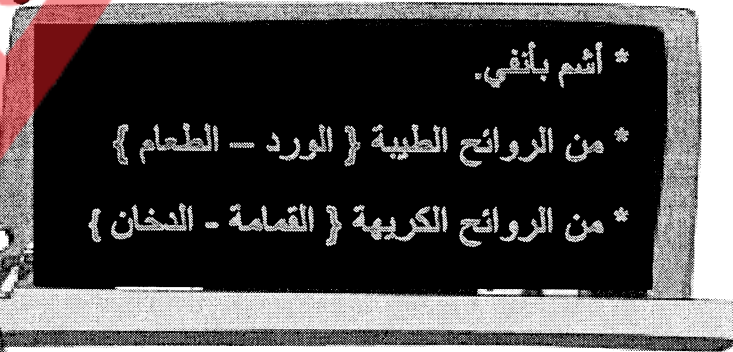 * أشم بأنفي.
* من الروائح الطيبة { الورد – الطعام }
* من الروائح الكريهة { القمامة - الدخان }